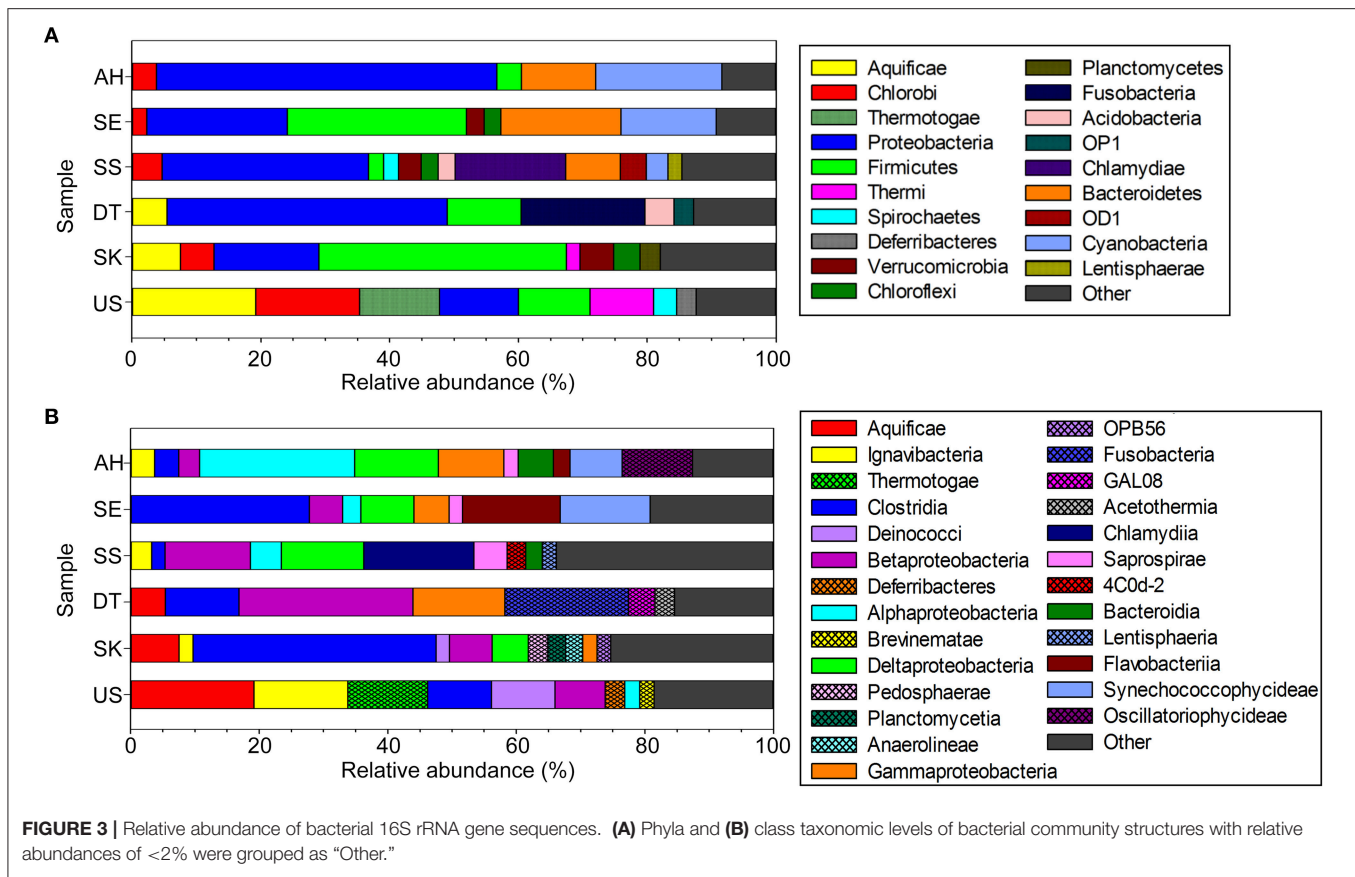 A
Sample
AH
SE
SS
DT
SK
US
0 20 40 60 80 100
Relative abundance (%)
Aquificae
Chlorobi
Thermotogae
Proteobacteria
Firmicutes
Thermi
Spirochaetes
Deferribacteres
Verrucomicrobia
Chloroflexi
Planctomycetes
Fusobacteria
Acidobacteria
OP1
Chlamydiae
Bacteroidetes
OD1
Cyanobacteria
Lentisphaerae
Other
B
Sample
AH
SE
SS
DT
SK
US
0 20 40 60 80 100
Relative abundance (%)
Aquificae
Ignavibacteria
Thermotogae
Clostridia
Deinococci
Betaproteobacteria
Deferribacteres
Alphaproteobacteria
Brevinematae
Deltaproteobacteria
Pedosphaerae
Planctomycetia
Anaerolineae
Gammaproteobacteria
OPB56
Fusobacteria
GAL08
Acetothermia
Chlamydiia
Saprospirae
4C0d-2
Bacteroidia
Lentisphaeria
Flavobacteriia
Synechococcophycideae
Oscillatoriophycideae
Other
FIGURE 3 | Relative abundance of bacterial 16S rRNA gene sequences. (A) Phyla and (B) class taxonomic levels of bacterial community structures with relative
abundances of <2% were grouped as “Other.”